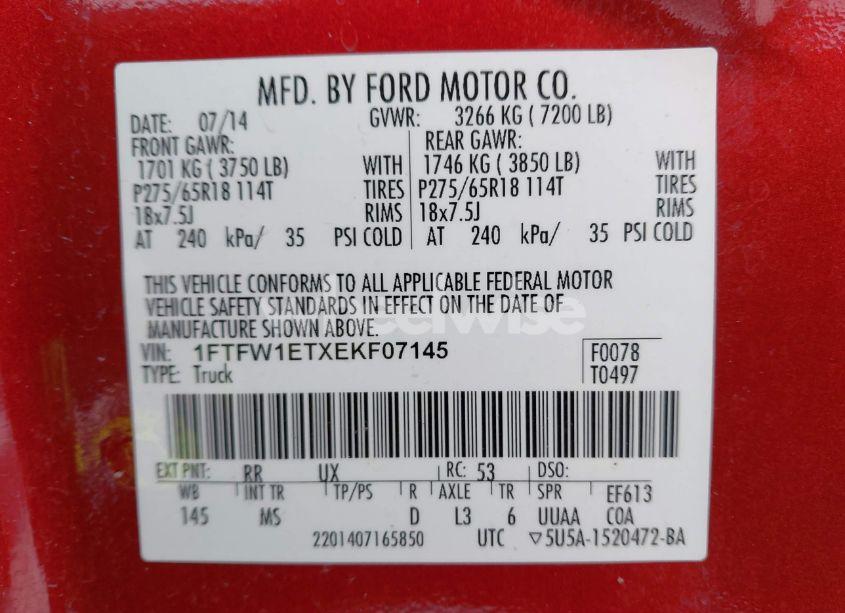 MFD. BY FORD MOTOR CO.
DATE: 07/14 GVWR: 3266 KG ( 7200 LB)
FRONT GAWR: REAR GAWR:
1701 KG ( 3750 LB) WITH 1746 KG ( 3850 LB) WITH
P275/65R18 114T TIRES P275/65R18 114T TIRES
18x7.5J RIMS 18x7.5J RIMS
AT 240 kPa/ 35 PSI COLD AT 240 kPa/ 35 PSI COLD
THIS VEHICLE CONFORMS TO ALL APPLICABLE FEDERAL MOTOR
VEHICLE SAFETY STANDARDS IN EFFECT ON THE DATE OF
MANUFACTURE SHOWN ABOVE.
VIN: 1FTFW1ETXEKF07145 F0078
TYPE: Truck T0497
EXT PNT: RR UX RC: 53 DSO:
WB INT TR TP/PS R AXLE TR SPR EF613
145 MS D L3 6 UUAA COA
2201407165850 UTC ▽5U5A-1520472-BA